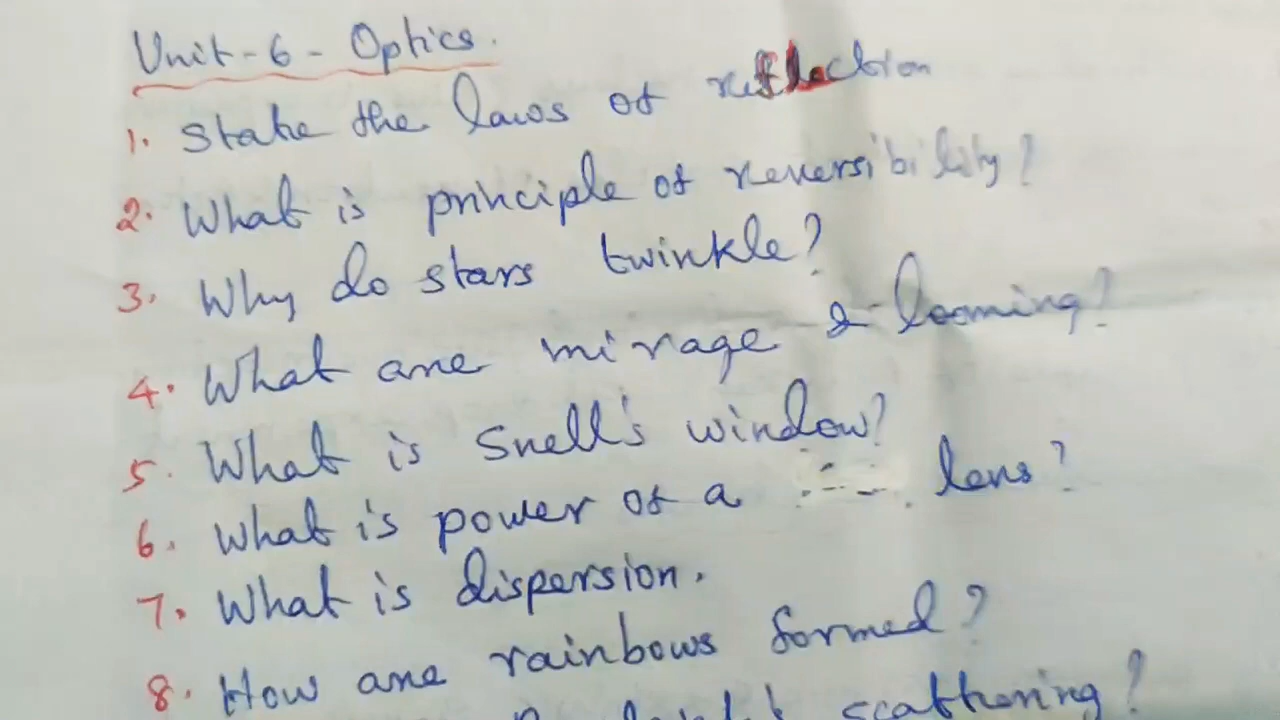 Unit-6 - Optics.
1. State the laws of reflection
2. What is principle of reversibility?
3. Why do stars twinkle?
4. What are mirage & looming?
5. What is Snell's window?
6. What is power of a lens?
7. What is dispersion.
8. How are rainbows formed?
scattering?